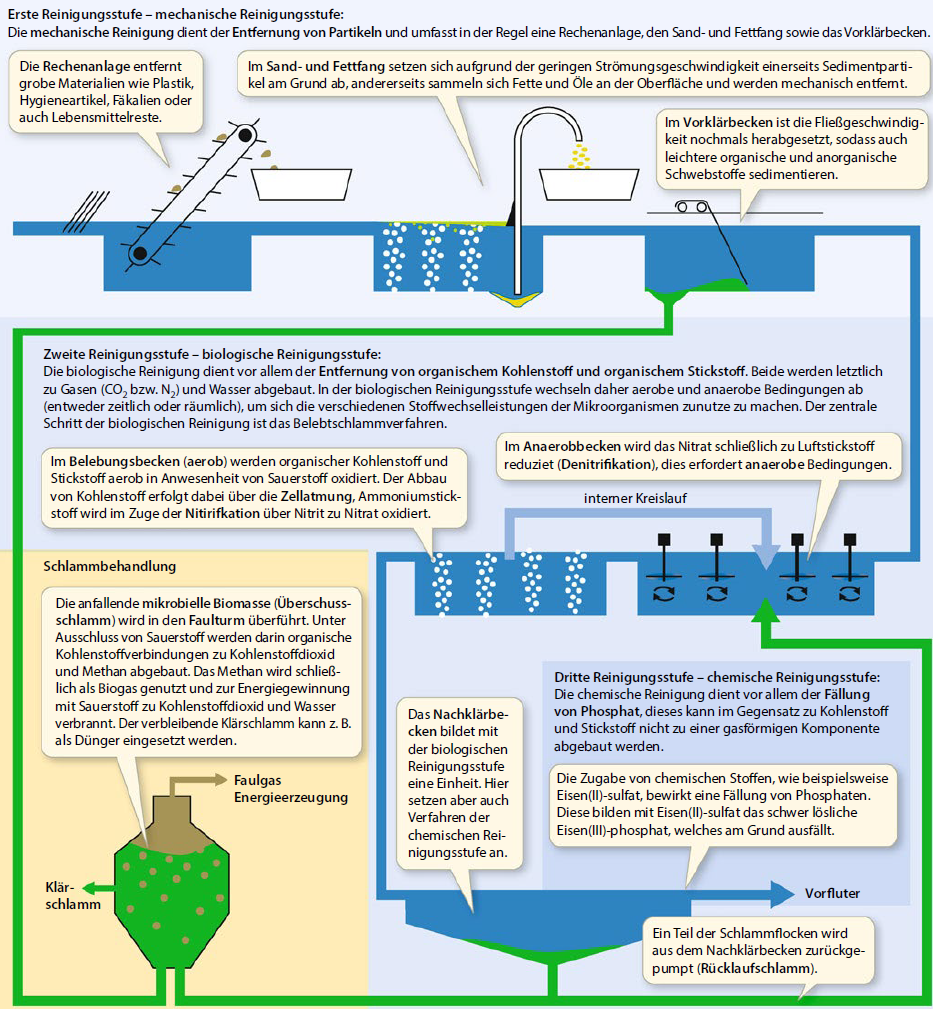 Erste Reinigungsstufe – mechanische Reinigungsstufe:
Die mechanische Reinigung dient der Entfernung von Partikeln und umfasst in der Regel eine Rechenanlage, den Sand- und Fettfang sowie das Vorklärbecken.
Die Rechenanlage entfernt
grobe Materialien wie Plastik,
Hygieneartikel, Fäkalien oder
auch Lebensmittelreste.
Im Sand- und Fettfang setzen sich aufgrund der geringen Strömungsgeschwindigkeit einerseits Sedimentparti-
kel am Grund ab, andererseits sammeln sich Fette und Öle an der Oberfläche und werden mechanisch entfernt.
Im Vorklärbecken ist die Fließgeschwindig-
keit nochmals herabgesetzt, sodass auch
leichtere organische und anorganische
Schwebstoffe sedimentieren.
Zweite Reinigungsstufe – biologische Reinigungsstufe:
Die biologische Reinigung dient vor allem der Entfernung von organischem Kohlenstoff und organischem Stickstoff. Beide werden letztlich
zu Gasen (CO₂ bzw. N₂) und Wasser abgebaut. In der biologischen Reinigungsstufe wechseln daher aerobe und anaerobe Bedingungen ab
(entweder zeitlich oder räumlich), um sich die verschiedenen Stoffwechselleistungen der Mikroorganismen zunutze zu machen. Der zentrale
Schritt der biologischen Reinigung ist das Belebtschlammverfahren.
Im Belebungsbecken (aerob) werden organischer Kohlenstoff und
Stickstoff aerob in Anwesenheit von Sauerstoff oxidiert. Der Abbau
von Kohlenstoff erfolgt dabei über die Zellatmung, Ammoniumstick-
stoff wird im Zuge der Nitirifkation über Nitrit zu Nitrat oxidiert.
Im Anaerobbecken wird das Nitrat schließlich zu Luftstickstoff
reduziert (Denitrifikation), dies erfordert anaerobe Bedingungen.
interner Kreislauf
Schlammbehandlung
Die anfallende mikrobielle Biomasse (Überschuss-
schlamm) wird in den Faulturm überführt. Unter
Ausschluss von Sauerstoff werden darin organische
Kohlenstoffverbindungen zu Kohlenstoffdioxid
und Methan abgebaut. Das Methan wird schließ-
lich als Biogas genutzt und zur Energiegewinnung
mit Sauerstoff zu Kohlenstoffdioxid und Wasser
verbrannt. Der verbleibende Klärschlamm kann z. B.
als Dünger eingesetzt werden.
Faulgas
Energieerzeugung
Klär-
schlamm
Das Nachklärbe-
cken bildet mit
der biologischen
Reinigungsstufe
eine Einheit. Hier
setzen aber auch
Verfahren der
chemischen Rei-
nigungsstufe an.
Dritte Reinigungsstufe – chemische Reinigungsstufe:
Die chemische Reinigung dient vor allem der Fällung
von Phosphat, dieses kann im Gegensatz zu Kohlenstoff
und Stickstoff nicht zu einer gasförmigen Komponente
abgebaut werden.
Die Zugabe von chemischen Stoffen, wie beispielsweise
Eisen(II)-sulfat, bewirkt eine Fällung von Phosphaten.
Diese bilden mit Eisen(II)-sulfat das schwer lösliche
Eisen(III)-phosphat, welches am Grund ausfällt.
Vorfluter
Ein Teil der Schlammflocken wird
aus dem Nachklärbecken zurückge-
pumpt (Rücklaufschlamm).